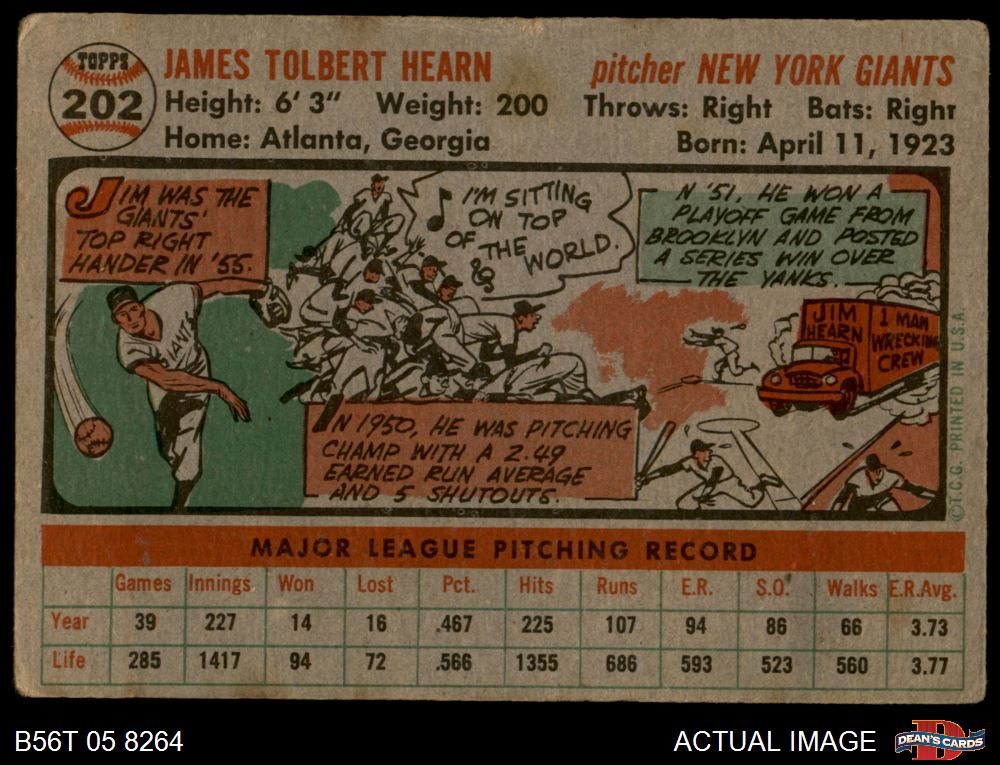 TOPPS
202
JAMES TOLBERT HEARN
pitcher NEW YORK GIANTS
Height: 6' 3" Weight: 200 Throws: Right Bats: Right
Home: Atlanta, Georgia Born: April 11, 1923
JIM WAS THE
GIANTS'
TOP RIGHT
HANDER IN '55.
I'M SITTING
ON TOP
OF THE
WORLD.
IN 1950, HE WAS PITCHING
CHAMP WITH A 2.49
EARNED RUN AVERAGE
AND 5 SHUTOUTS.
N '51, HE WON A
PLAYOFF GAME FROM
BROOKLYN AND POSTED
A SERIES WIN OVER
THE YANKS.
JIM
HEARN
1 MAN
WRECKING
CREW
©T.C.G. PRINTED IN U.S.A.
MAJOR LEAGUE PITCHING RECORD
Games Innings Won Lost Pct. Hits Runs E.R. S.O. Walks E.R.Avg.
Year 39 227 14 16 .467 225 107 94 86 66 3.73
Life 285 1417 94 72 .566 1355 686 593 523 560 3.77
B56T 05 8264
ACTUAL IMAGE
DEAN'S CARDS